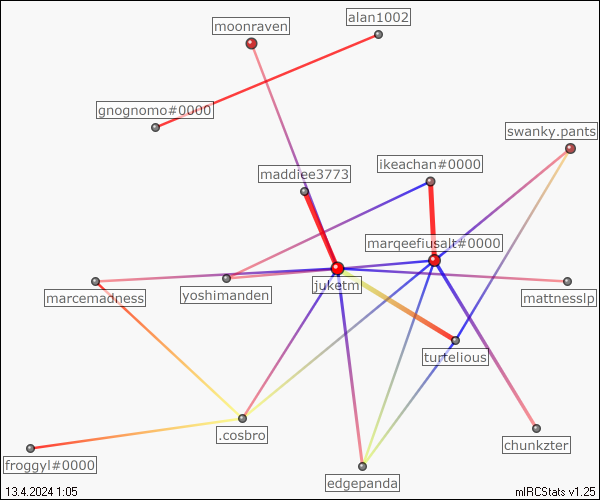 alan1002
moonraven
gnognomo#0000
swanky.pants
ikeachan#0000
maddiee3773
marqeefiusalt#0000
juketm
yoshimanden
marcemadness
mattnesslp
turtelious
.cosbro
chunkzter
froggyl#0000
edgepanda
13.4.2024 1:05
mIRCStats v1.25